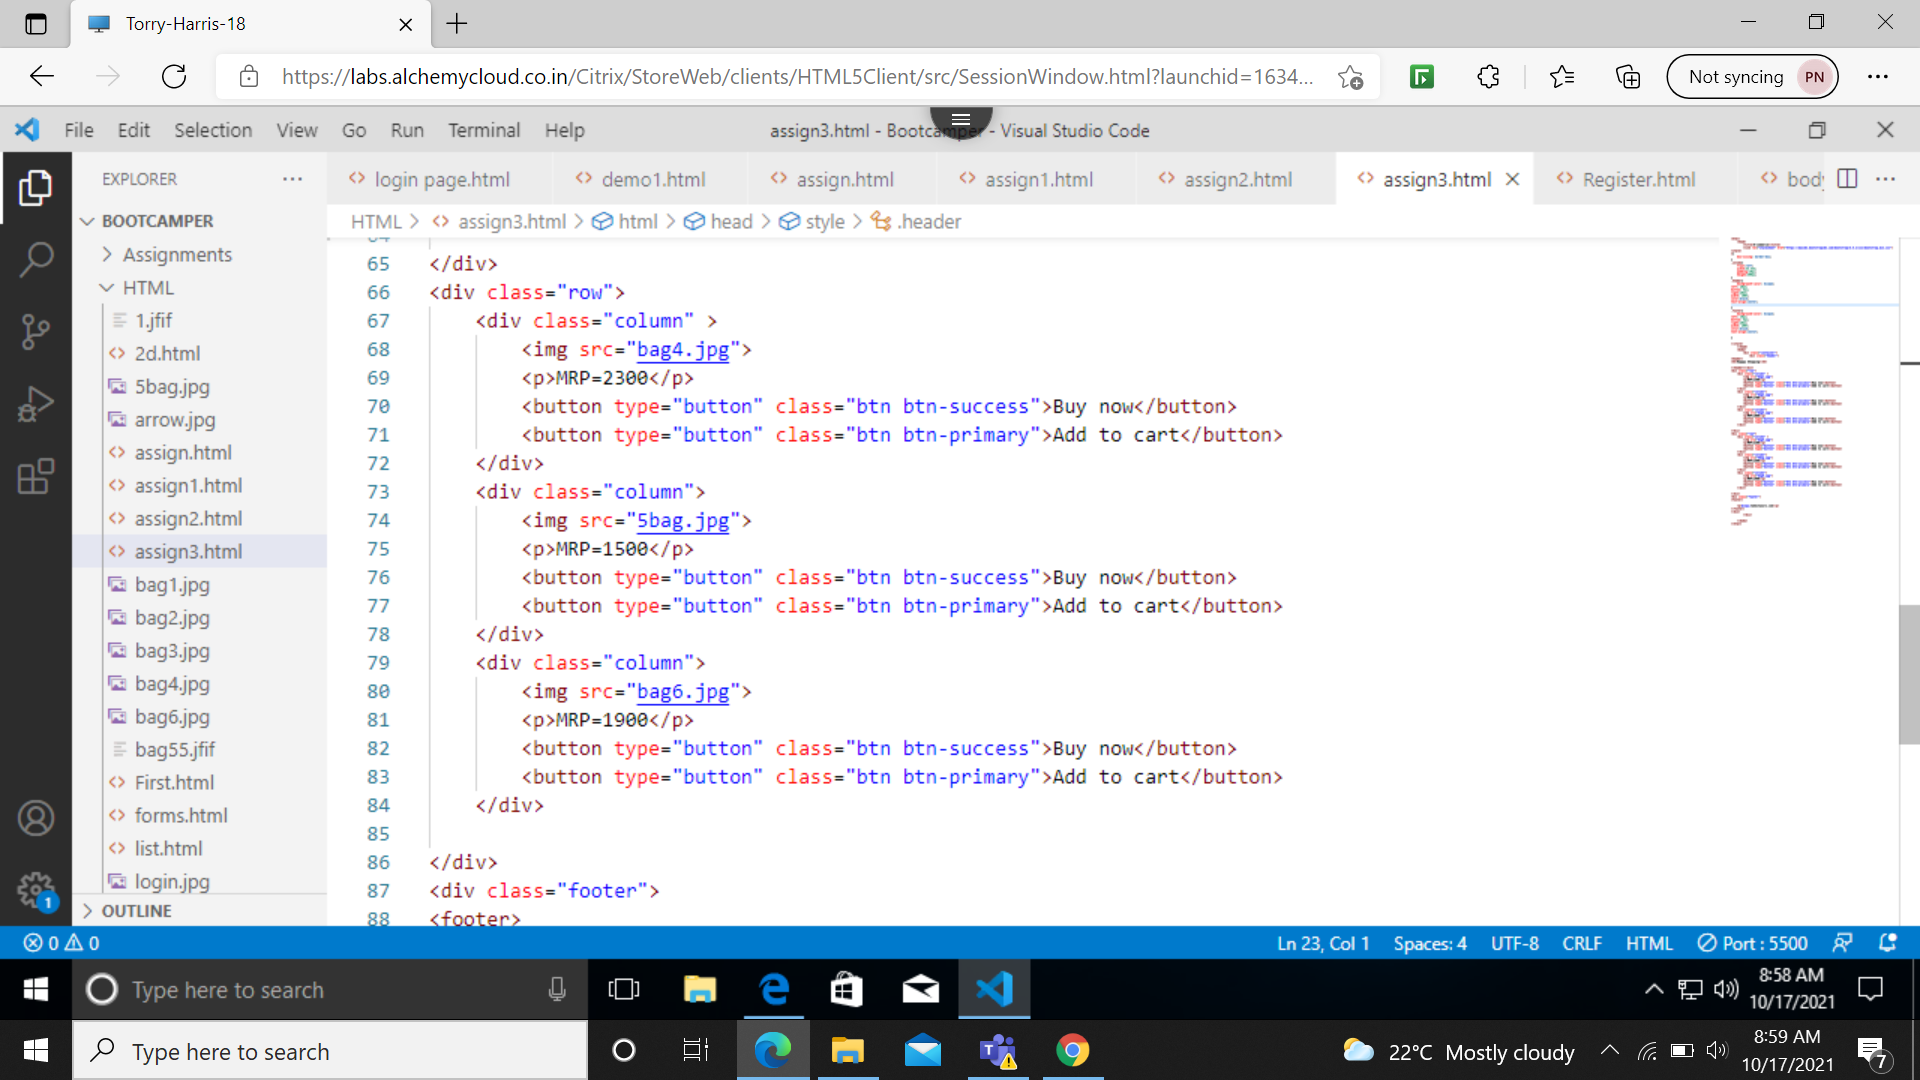 Torry-Harris-18
https://labs.alchemycloud.co.in/Citrix/StoreWeb/clients/HTML5Client/src/SessionWindow.html?launchid=1634...
Not syncing PN
File Edit Selection View Go Run Terminal Help
assign3.html - Bootcamper - Visual Studio Code
EXPLORER
login page.html demo1.html assign.html assign1.html assign2.html assign3.html Register.html body
HTML > assign3.html > html > head > style > .header
BOOTCAMPER
Assignments
HTML
1.jfif
2d.html
5bag.jpg
arrow.jpg
assign.html
assign1.html
assign2.html
assign3.html
bag1.jpg
bag2.jpg
bag3.jpg
bag4.jpg
bag6.jpg
bag55.jfif
First.html
forms.html
list.html
login.jpg
OUTLINE
64
65 </div>
66 <div class="row">
67 <div class="column" >
68 <img src="bag4.jpg">
69 <p>MRP=2300</p>
70 <button type="button" class="btn btn-success">Buy now</button>
71 <button type="button" class="btn btn-primary">Add to cart</button>
72 </div>
73 <div class="column">
74 <img src="5bag.jpg">
75 <p>MRP=1500</p>
76 <button type="button" class="btn btn-success">Buy now</button>
77 <button type="button" class="btn btn-primary">Add to cart</button>
78 </div>
79 <div class="column">
80 <img src="bag6.jpg">
81 <p>MRP=1900</p>
82 <button type="button" class="btn btn-success">Buy now</button>
83 <button type="button" class="btn btn-primary">Add to cart</button>
84 </div>
85
86 </div>
87 <div class="footer">
88 <footer>
1
0 0 Ln 23, Col 1 Spaces: 4 UTF-8 CRLF HTML Port : 5500
Type here to search
8:58 AM
10/17/2021
Type here to search
22°C Mostly cloudy
8:59 AM
10/17/2021
7